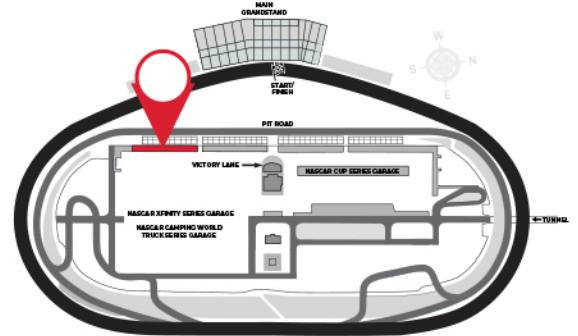 MAIN
GRANDSTAND
W
S
N
E
START/
FINISH
PIT ROAD
VICTORY LANE
NASCAR CUP SERIES GARAGE
NASCAR XFINITY SERIES GARAGE
NASCAR CAMPING WORLD
TRUCK SERIES GARAGE
TUNNEL